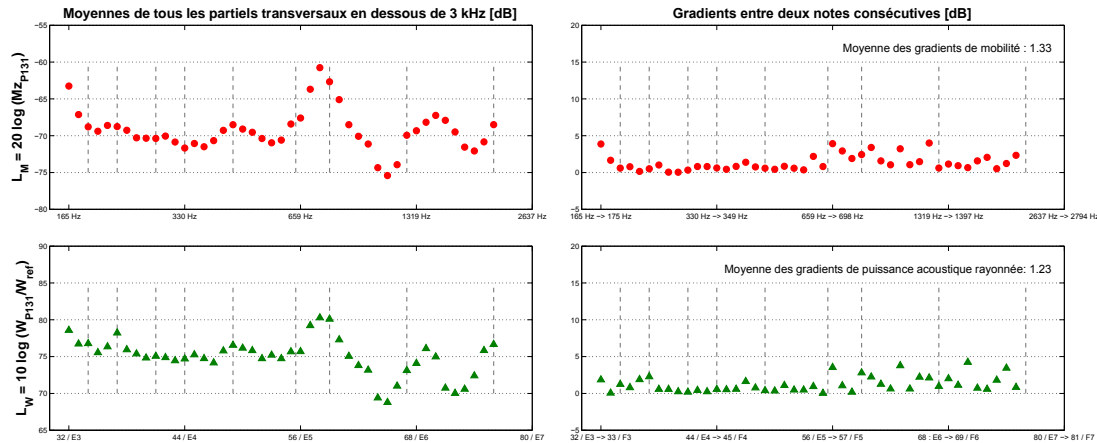 Moyennes de tous les partiels transversaux en dessous de 3 kHz [dB]
L_M = 20 log (Mz_P131)
−55
−60
−65
−70
−75
−80
165 Hz
330 Hz
659 Hz
1319 Hz
2637 Hz
Gradients entre deux notes consécutives [dB]
Moyenne des gradients de mobilité : 1.33
20
15
10
5
0
−5
165 Hz −> 175 Hz
330 Hz −> 349 Hz
659 Hz −> 698 Hz
1319 Hz −> 1397 Hz
2637 Hz −> 2794 Hz
L_W = 10 log (W_P131/W_ref)
90
85
80
75
70
65
32 / E3
44 / E4
56 / E5
68 / E6
80 / E7
Moyenne des gradients de puissance acoustique rayonnée: 1.23
20
15
10
5
0
−5
32 / E3 −> 33 / F3
44 / E4 −> 45 / F4
56 / E5 −> 57 / F5
68 : E6 −> 69 / F6
80 / E7 −> 81 / F7